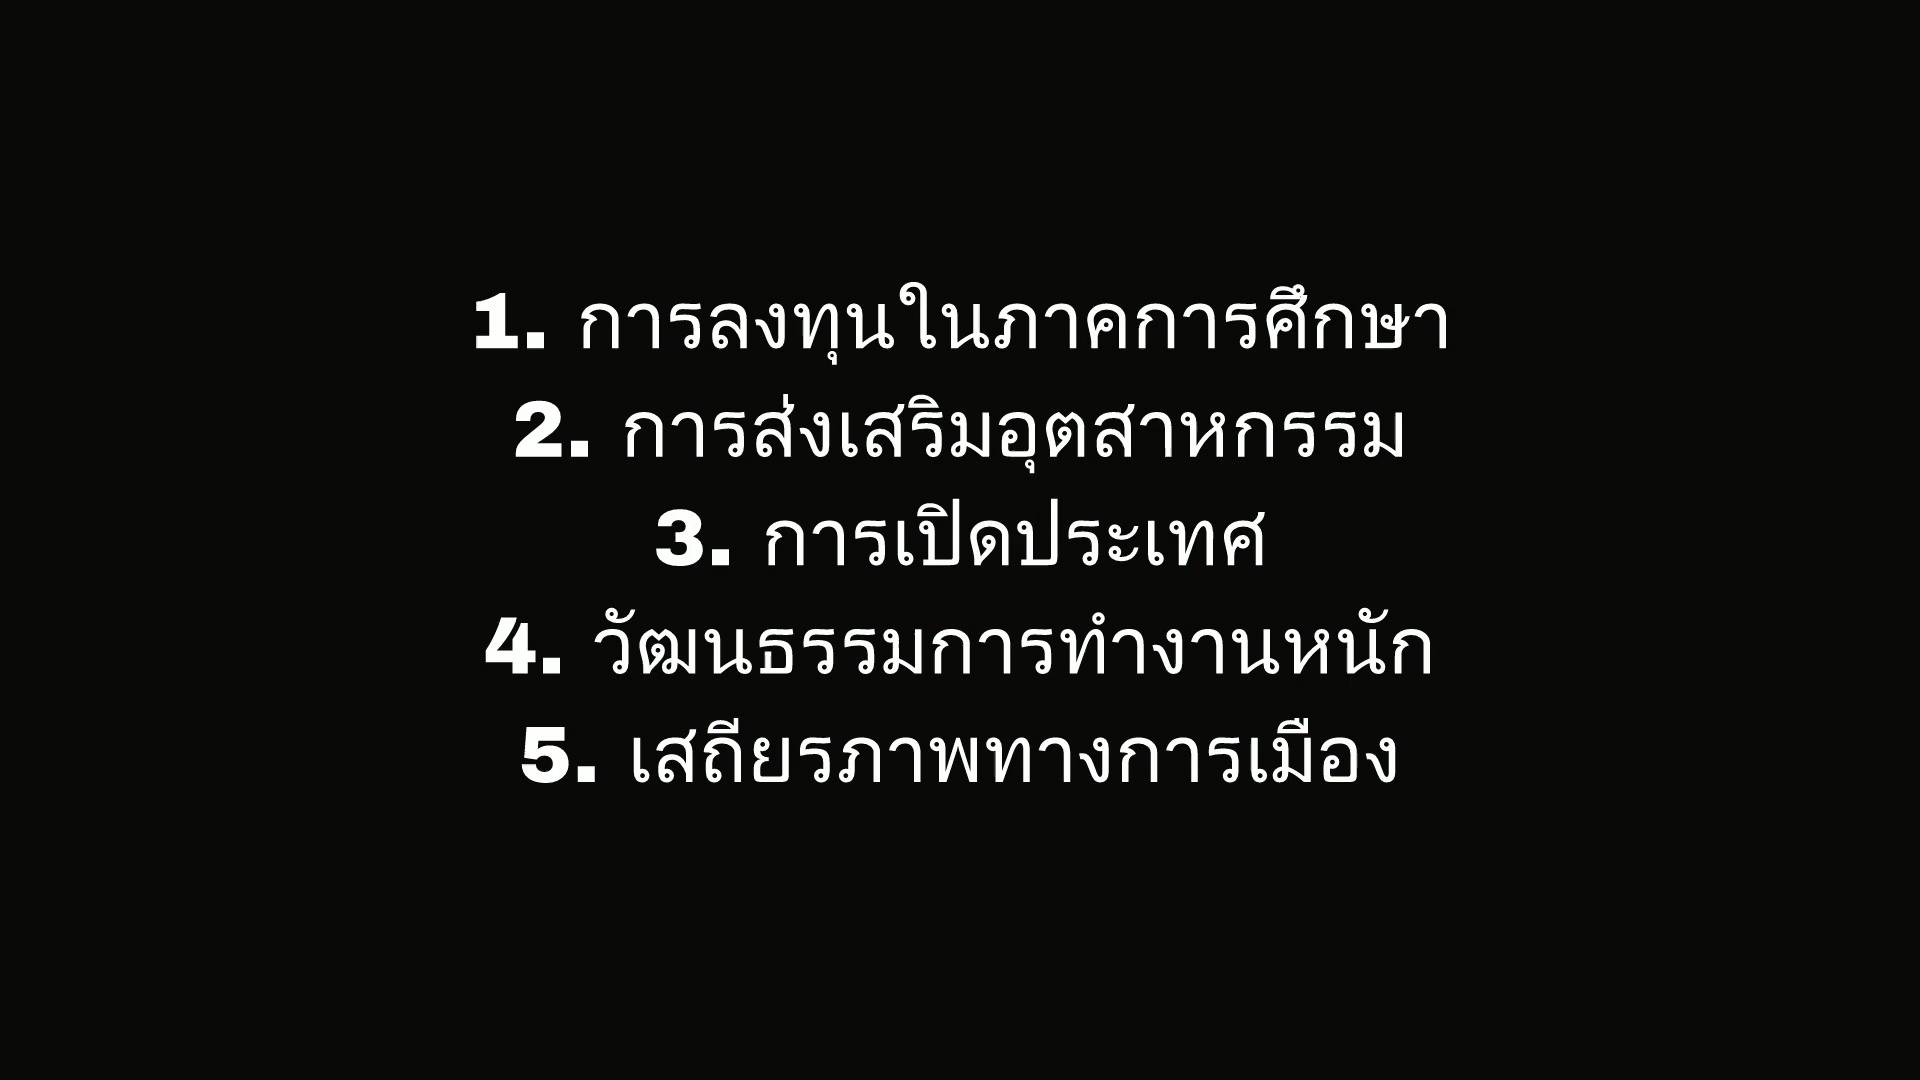 1. การลงทุนในภาคการศึกษา
2. การส่งเสริมอุตสาหกรรม
3. การเปิดประเทศ
4. วัฒนธรรมการทำงานหนัก
5. เสถียรภาพทางการเมือง